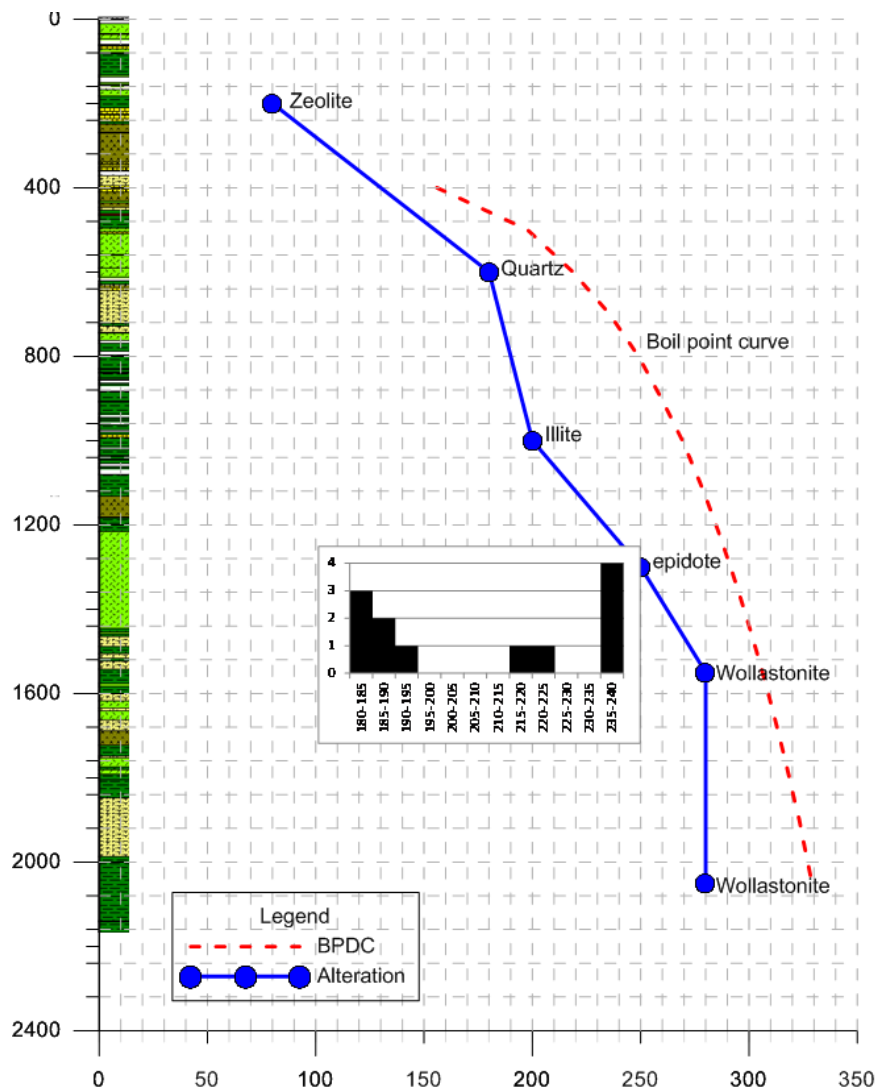 0
Zeolite
400
Quartz
Boil point curve
800
Illite
1200
epidote
4
3
2
1
0
180-185
185-190
190-195
195-200
200-205
205-210
210-215
215-220
220-225
225-230
230-235
235-240
Wollastonite
1600
2000
Wollastonite
Legend
BPDC
Alteration
2400
0 50 100 150 200 250 300 350